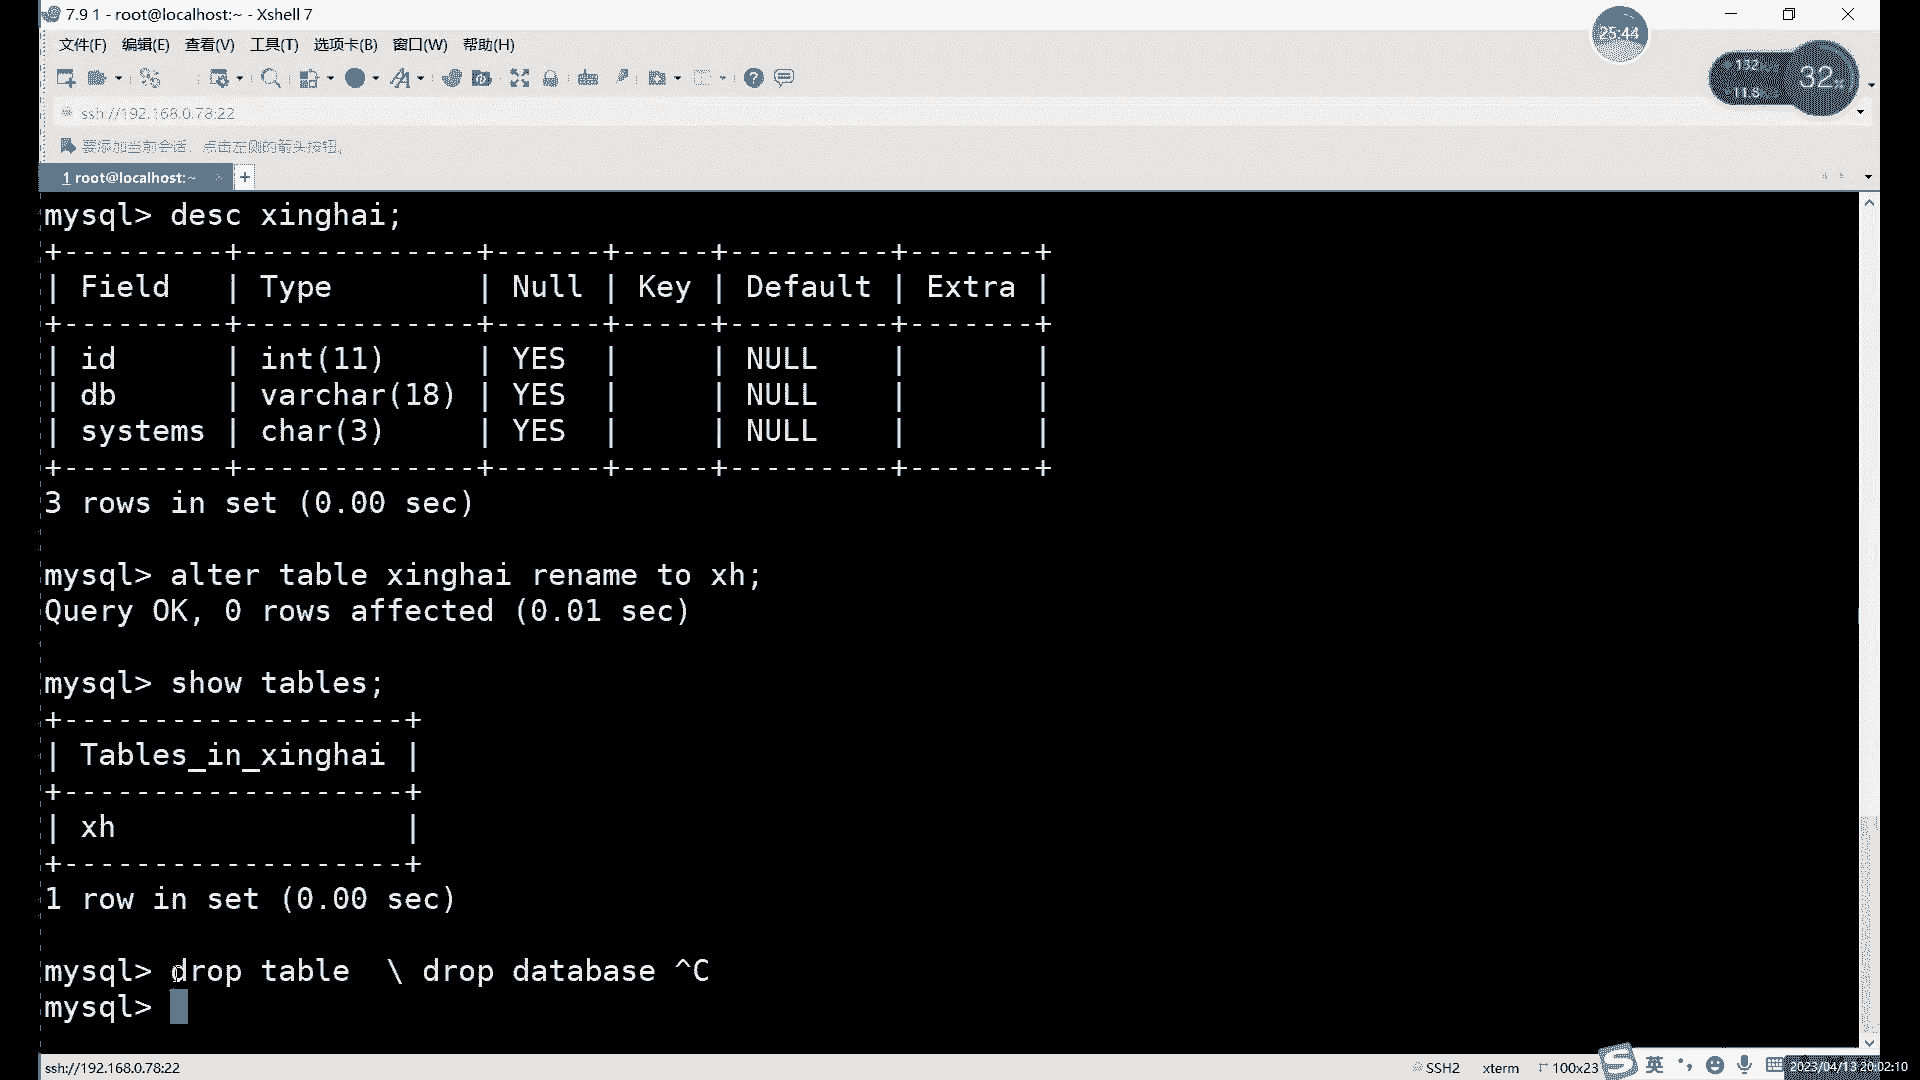 7.9 1 - root@localhost:~ - Xshell 7
25:44
文件(F) 编辑(E) 查看(V) 工具(T) 选项卡(B) 窗口(W) 帮助(H)
132
11.8
32%
ssh://192.168.0.78:22
要添加当前会话，点击左侧的箭头按钮。
1 root@localhost:~ × +
mysql> desc xinghai;
+---------+-------------+------+-----+---------+-------+
| Field   | Type        | Null | Key | Default | Extra |
+---------+-------------+------+-----+---------+-------+
| id      | int(11)     | YES  |     | NULL    |       |
| db      | varchar(18) | YES  |     | NULL    |       |
| systems | char(3)     | YES  |     | NULL    |       |
+---------+-------------+------+-----+---------+-------+
3 rows in set (0.00 sec)
mysql> alter table xinghai rename to xh;
Query OK, 0 rows affected (0.01 sec)
mysql> show tables;
+-------------------+
| Tables_in_xinghai |
+-------------------+
| xh                |
+-------------------+
1 row in set (0.00 sec)
mysql> drop table  \ drop database ^C
mysql>
ssh://192.168.0.78:22
SSH2 xterm 100x23
英
2023/04/13 20:02:10